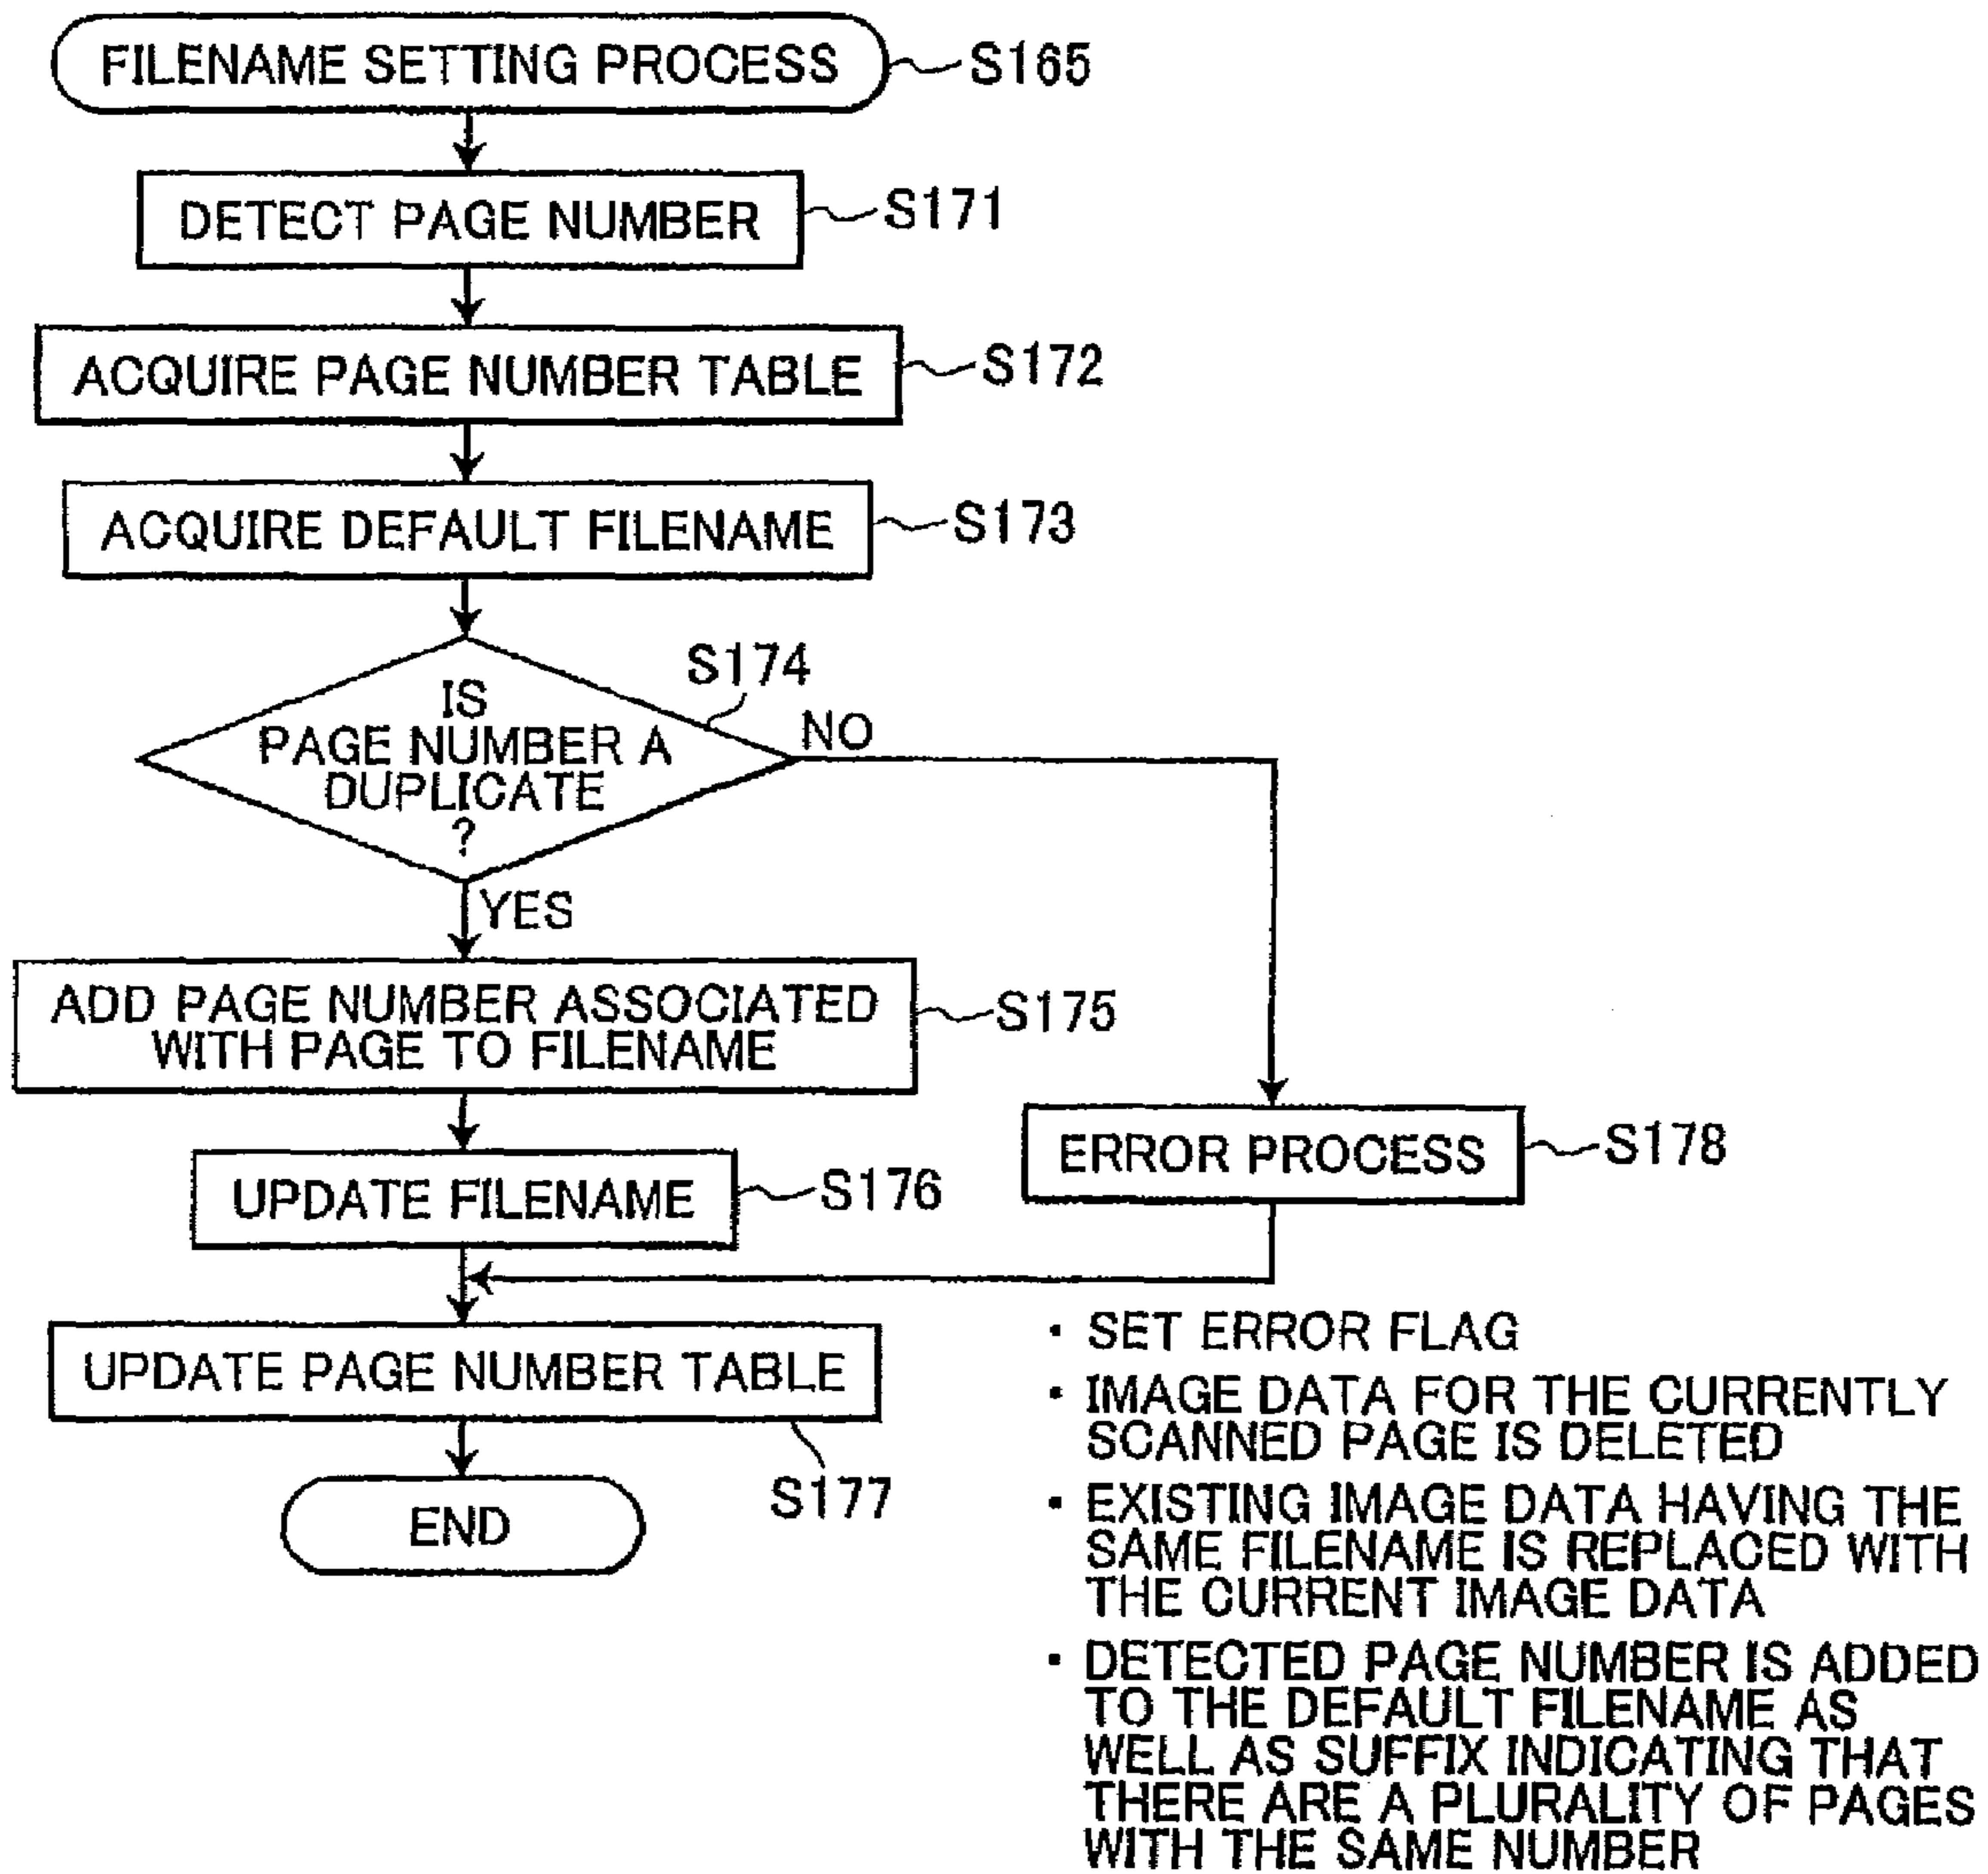 FILENAME SETTING PROCESS
S165
DETECT PAGE NUMBER
S171
ACQUIRE PAGE NUMBER TABLE
S172
ACQUIRE DEFAULT FILENAME
S173
S174
IS
PAGE NUMBER A
DUPLICATE
?
NO
YES
ADD PAGE NUMBER ASSOCIATED
WITH PAGE TO FILENAME
S175
ERROR PROCESS
S178
UPDATE FILENAME
S176
UPDATE PAGE NUMBER TABLE
S177
END
・SET ERROR FLAG
・IMAGE DATA FOR THE CURRENTLY
SCANNED PAGE IS DELETED
・EXISTING IMAGE DATA HAVING THE
SAME FILENAME IS REPLACED WITH
THE CURRENT IMAGE DATA
・DETECTED PAGE NUMBER IS ADDED
TO THE DEFAULT FILENAME AS
WELL AS SUFFIX INDICATING THAT
THERE ARE A PLURALITY OF PAGES
WITH THE SAME NUMBER